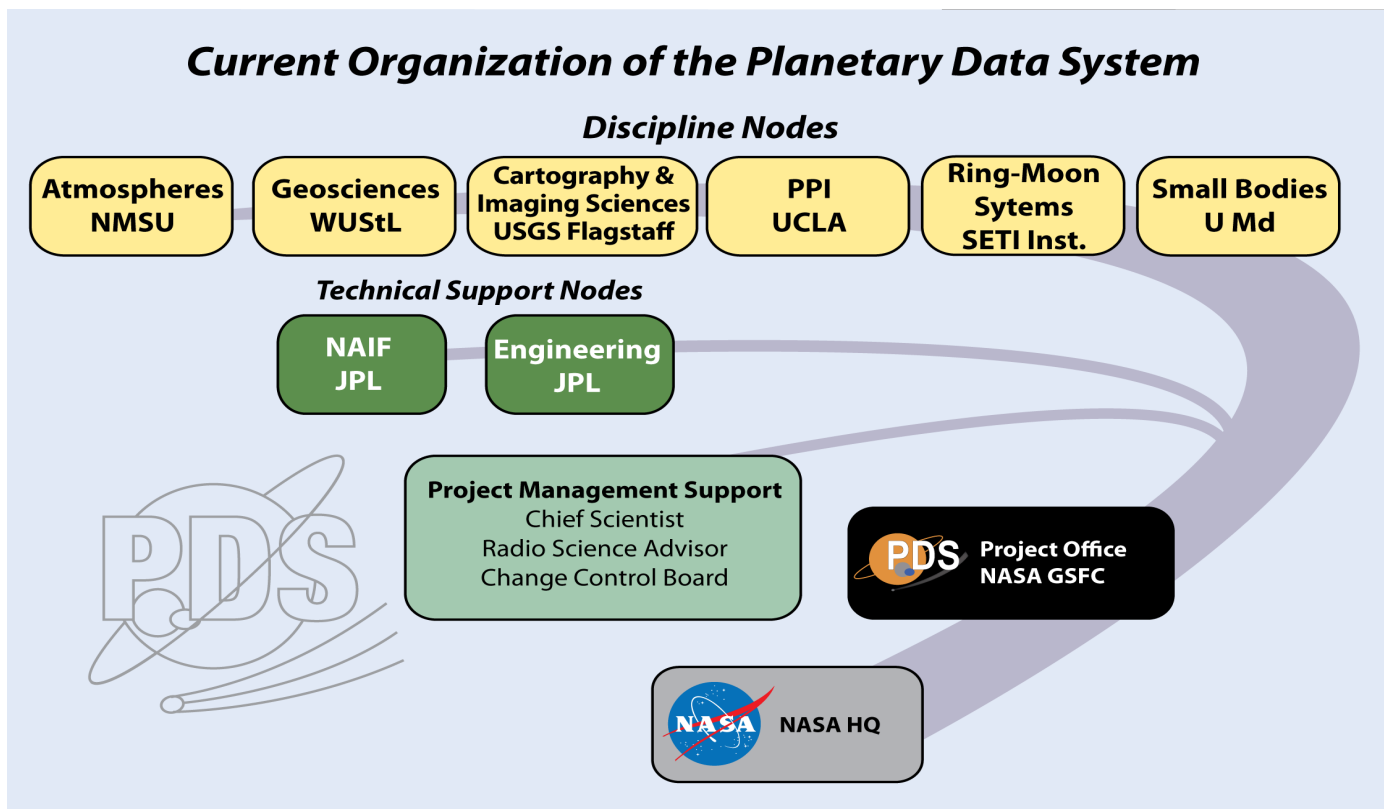 Current Organization of the Planetary Data System
Discipline Nodes
Atmospheres
NMSU
Geosciences
WUStL
Cartography &
Imaging Sciences
USGS Flagstaff
PPI
UCLA
Ring-Moon
Sytems
SETI Inst.
Small Bodies
U Md
Technical Support Nodes
NAIF
JPL
Engineering
JPL
Project Management Support
Chief Scientist
Radio Science Advisor
Change Control Board
PDS
PDS
Project Office
NASA GSFC
NASA
NASA HQ